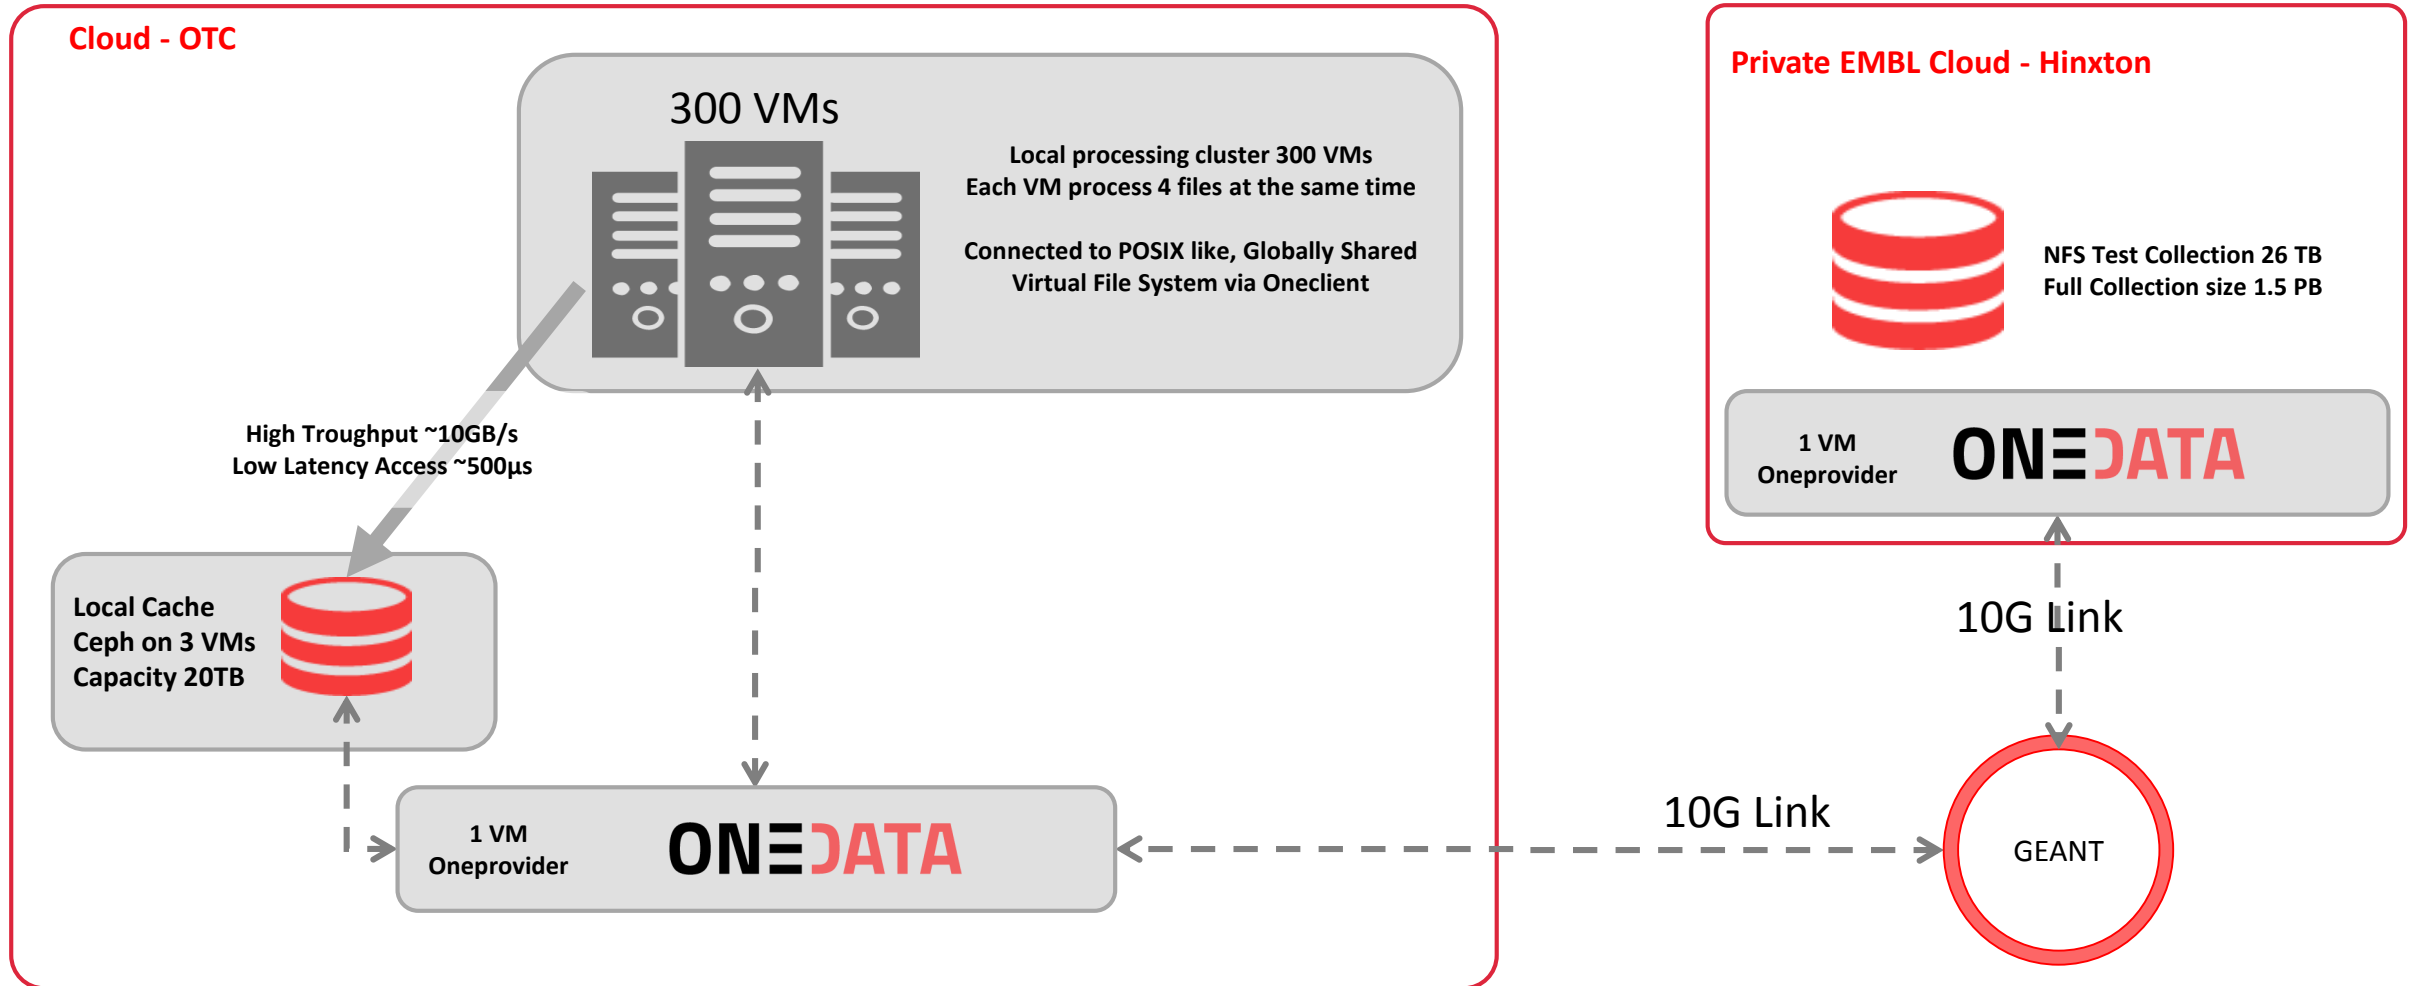 Cloud - OTC
300 VMs
Local processing cluster 300 VMs
Each VM process 4 files at the same time
Connected to POSIX like, Globally Shared
Virtual File System via Oneclient
High Troughput ~10GB/s
Low Latency Access ~500µs
Local Cache
Ceph on 3 VMs
Capacity 20TB
1 VM
Oneprovider
ONEDATA
Private EMBL Cloud - Hinxton
NFS Test Collection 26 TB
Full Collection size 1.5 PB
1 VM
Oneprovider
ONEDATA
10G Link
10G Link
GEANT